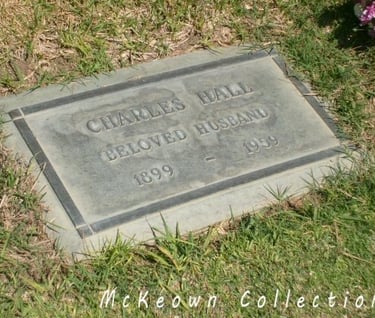 CHARLES HALL
BELOVED HUSBAND
1899 - 1959
McKeown Collection